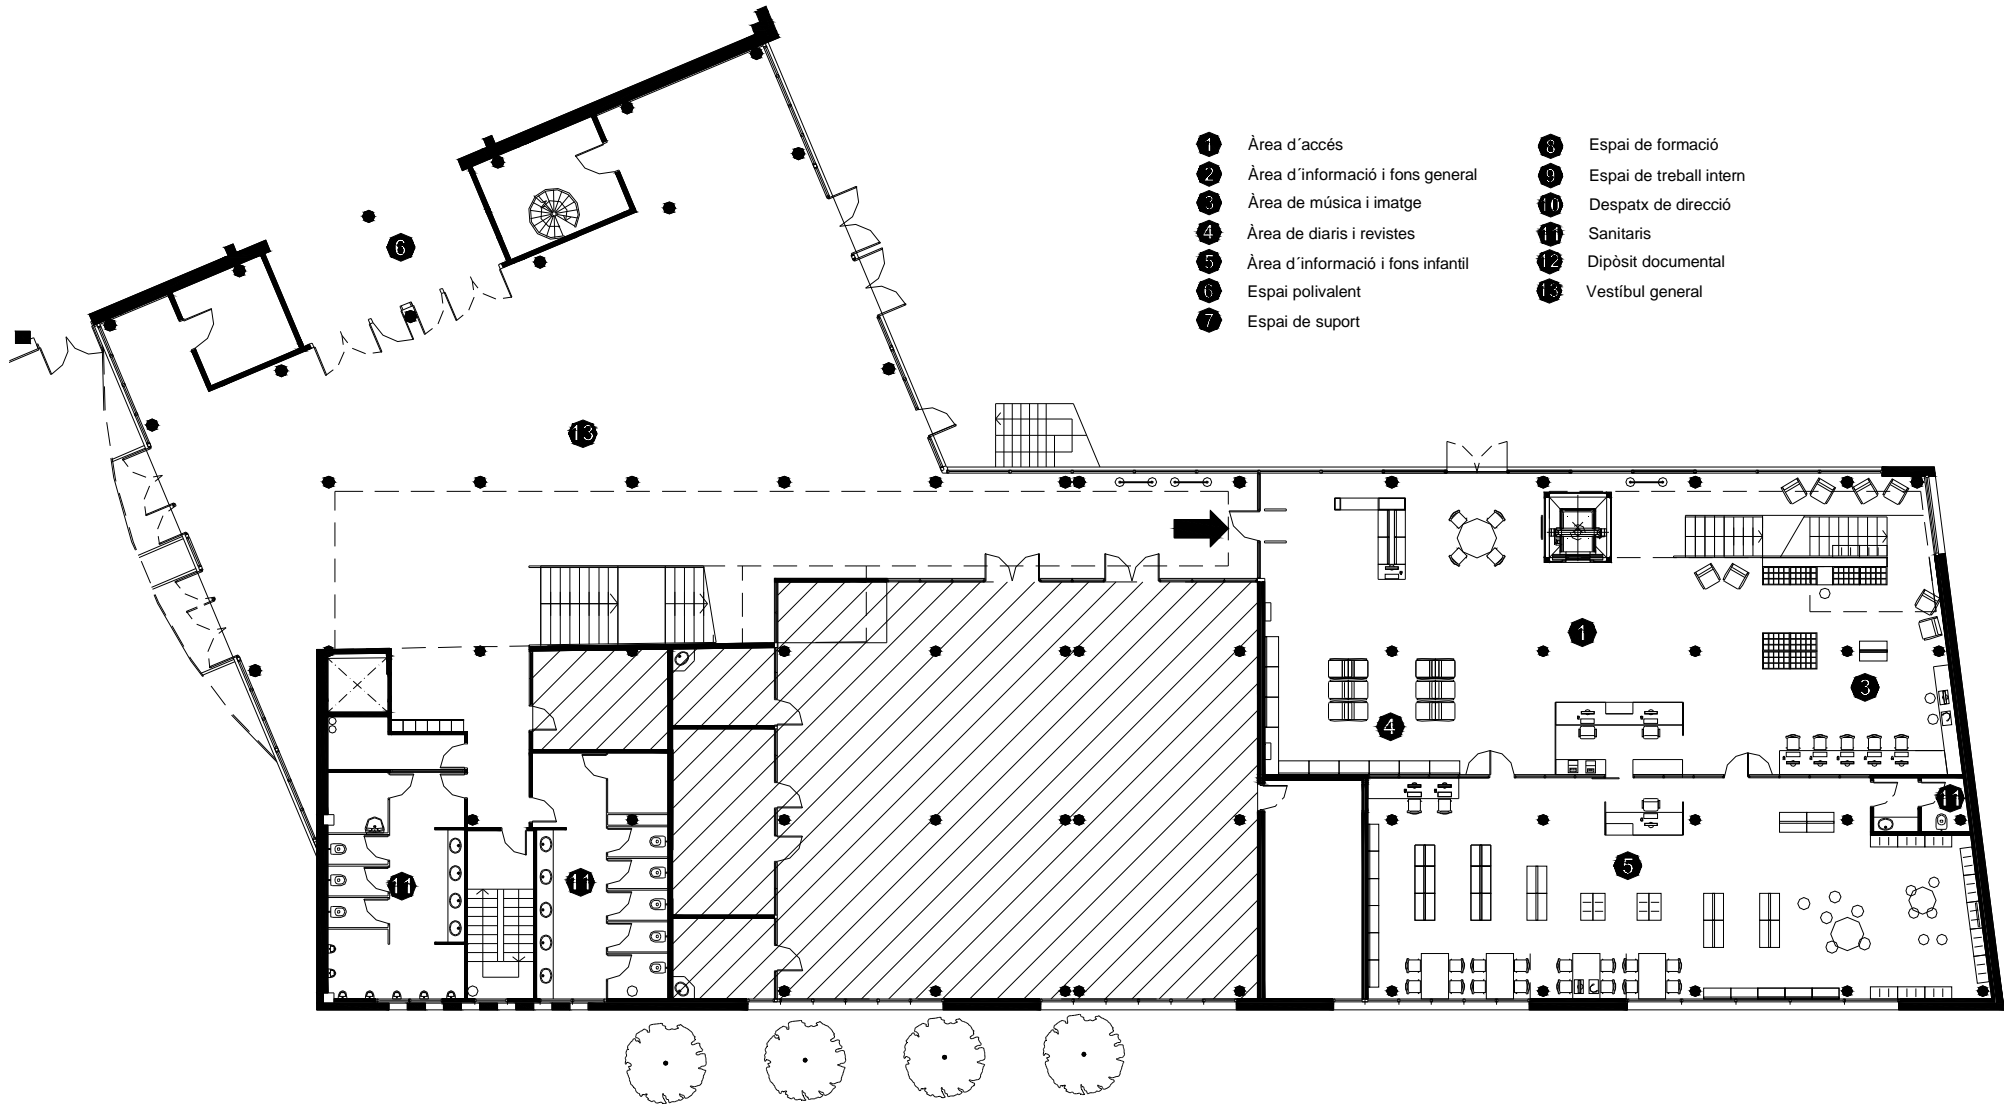 1 Àrea d´accés
2 Àrea d´informació i fons general
3 Àrea de música i imatge
4 Àrea de diaris i revistes
5 Àrea d´informació i fons infantil
6 Espai polivalent
7 Espai de suport
8 Espai de formació
9 Espai de treball intern
10 Despatx de direcció
11 Sanitaris
12 Dipòsit documental
13 Vestíbul general
6
13
1
3
4
11
5
11
11